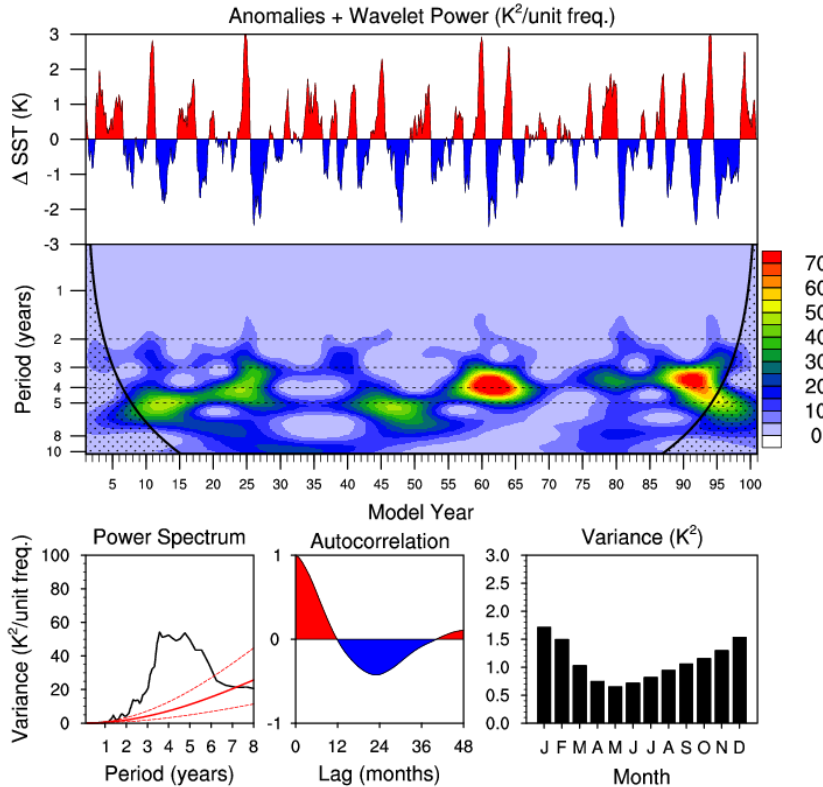 Anomalies + Wavelet Power (K²/unit freq.)
Δ SST (K)
3
2
1
0
-1
-2
-3
Period (years)
1
2
3
4
5
8
10
5 10 15 20 25 30 35 40 45 50 55 60 65 70 75 80 85 90 95 100
Model Year
70
60
50
40
30
20
10
0
Power Spectrum
Variance (K²/unit freq.)
100
80
60
40
20
0
1 2 3 4 5 6 7 8
Period (years)
Autocorrelation
1
0
-1
0 12 24 36 48
Lag (months)
Variance (K²)
3.0
2.5
2.0
1.5
1.0
0.5
0.0
J F M A M J J A S O N D
Month